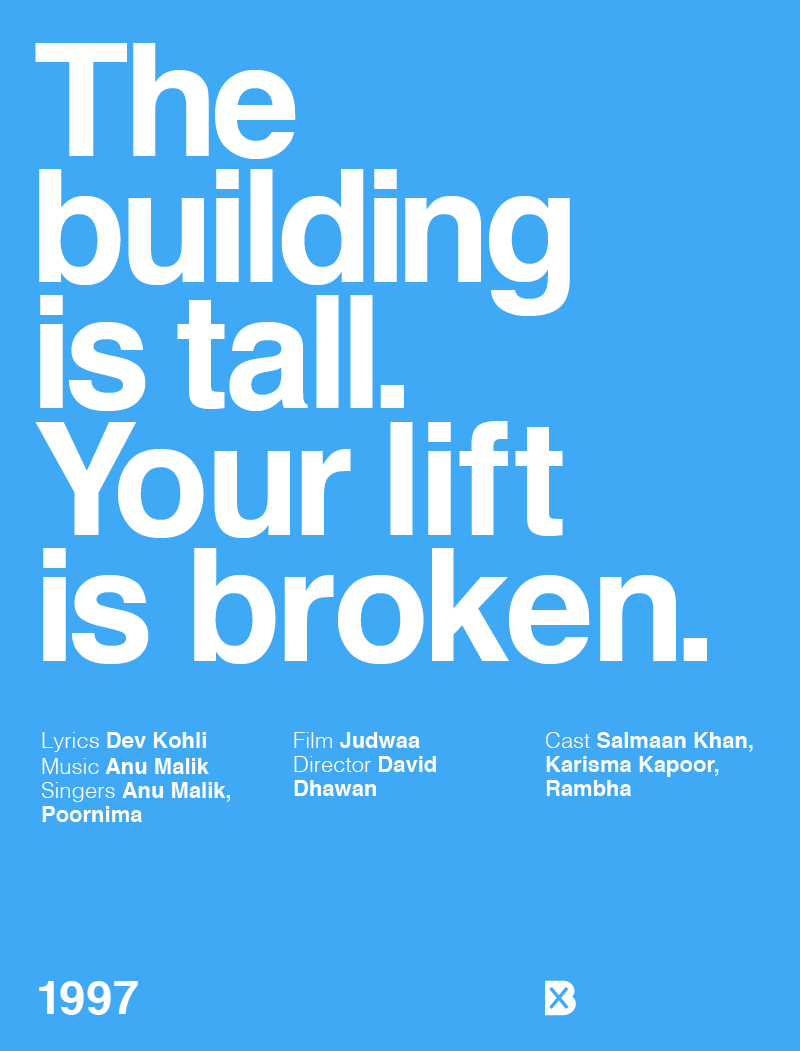 The
building
is tall.
Your lift
is broken.
Lyrics Dev Kohli
Music Anu Malik
Singers Anu Malik,
Poornima
Film Judwaa
Director David
Dhawan
Cast Salmaan Khan,
Karisma Kapoor,
Rambha
1997
BX